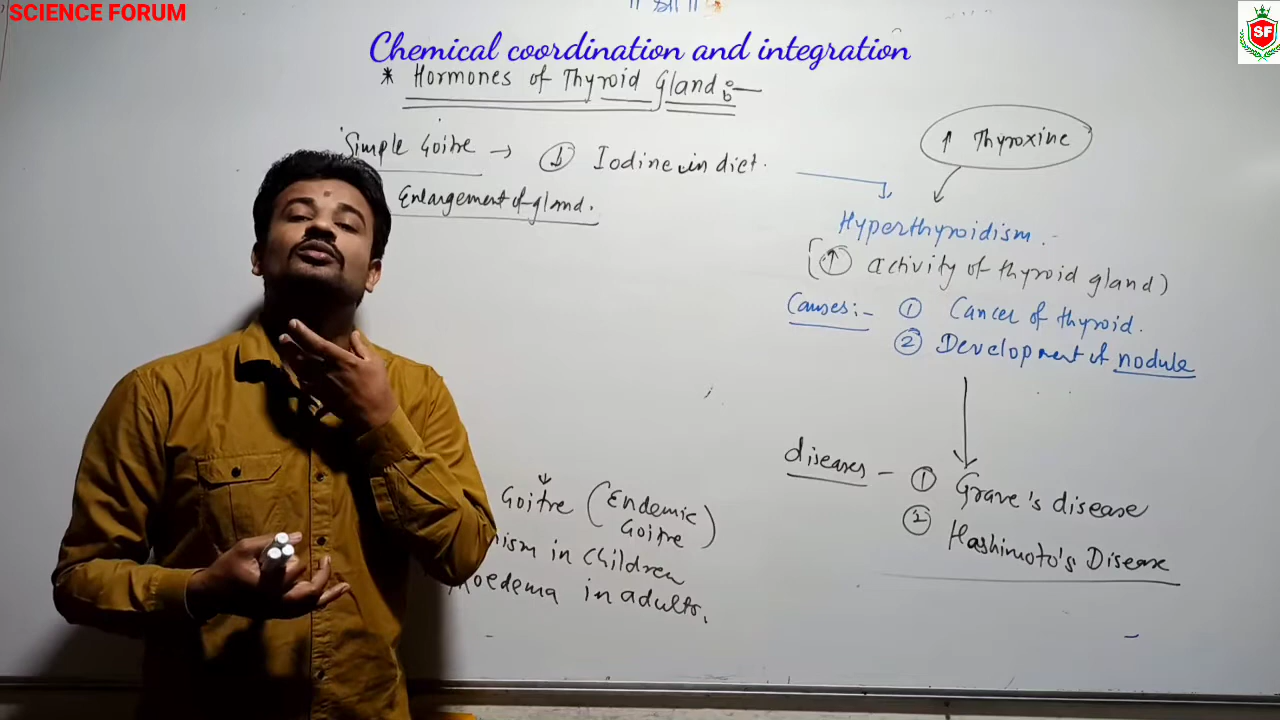 SCIENCE FORUM
SF
Chemical coordination and integration
* Hormones of Thyroid Gland :-
Simple Goitre → ↓ Iodine in diet.
Enlargement of gland.
↑ Thyroxine
Hyperthyroidism.-
(↑ activity of thyroid gland)
Causes:- ① Cancer of thyroid.
② Development of nodule
diseases - ① Grave's disease
② Hashimoto's Disease
Goitre (Endemic
Goitre)
nism in Children
xoedema in adults.